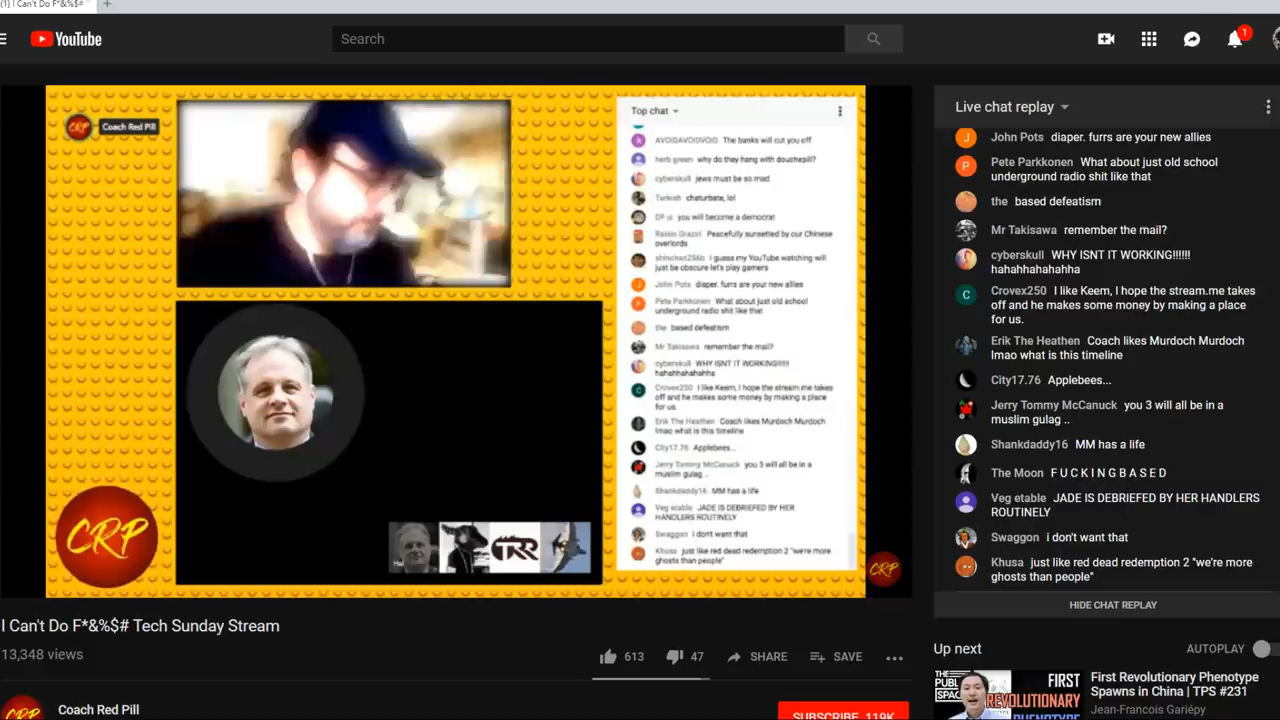 (1) I Can't Do F*&%$#
YouTube
Search
1
CRP
Coach Red Pill
Top chat
AVOIDAVOIDVOID The banks will cut you off
herb green why do they hang with douchepill?
cyberskull jews must be so mad
Turkish chaturbate, lol
you will become a democrat
Peacefully sunsetted by our Chinese
overlords
I guess my YouTube watching will
just be obscure let's play gamers
John Pots diaper. furrs are your new allies
Pete Parkkonen What about just old school
underground radio shit like that
the based defeatism
Mr Takisawa remember the mail?
cyberskull WHY ISNT IT WORKING!!!!!!
hahahhahahahha
Crovex250 I like Keem, I hope the stream.me takes
off and he makes some money by making a place
for us.
Erik The Heathen Coach likes Murdoch Murdoch
lmao what is this timeline
City17.76 Applebees...
Jerry Tommy McCanuck you 3 will all be in a
muslim gulag ..
Shankdaddy16 MM has a life
Veg etable JADE IS DEBRIEFED BY HER
HANDLERS ROUTINELY
Swaggon i don't want that
Khusa just like red dead redemption 2 "we're more
ghosts than people"
CRP
TRR
CRP
Live chat replay
John Pots diaper. furrs are your new allies
Pete Parkkonen What about just old school
underground radio shit like that
the based defeatism
Mr Takisawa remember the mail?
cyberskull WHY ISNT IT WORKING!!!!!!
hahahhahahahha
Crovex250 I like Keem, I hope the stream.me takes
off and he makes some money by making a place
for us.
Erik The Heathen Coach likes Murdoch Murdoch
lmao what is this timeline
City17.76 Applebees...
Jerry Tommy McCanuck you 3 will all be in a
muslim gulag ..
Shankdaddy16 MM has a life
The Moon F U C K I N G B A S E D
Veg etable JADE IS DEBRIEFED BY HER HANDLERS
ROUTINELY
Swaggon i don't want that
Khusa just like red dead redemption 2 "we're more
ghosts than people"
HIDE CHAT REPLAY
I Can't Do F*&%$# Tech Sunday Stream
13,348 views
613
47
SHARE
SAVE
Coach Red Pill
SUBSCRIBE 119K
Up next
AUTOPLAY
THE
PUBL
SPACE
FIRST
REVOLUTIONARY
PHENOTYPE
First Revolutionary Phenotype
Spawns in China | TPS #231
Jean-Francois Gariépy